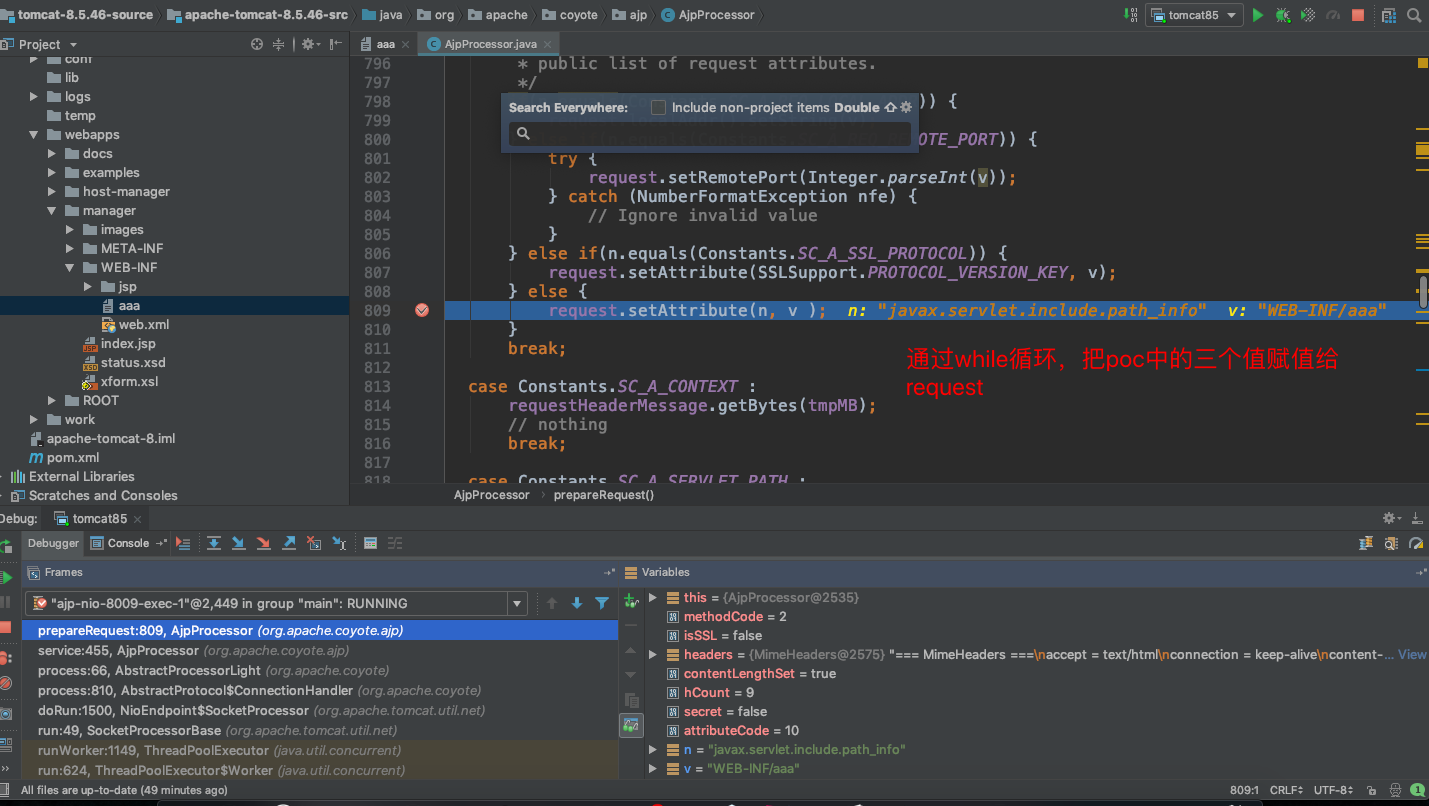 tomcat-8.5.46-source apache-tomcat-8.5.46-src java org apache coyote ajp AjpProcessor tomcat85
Project
aaa AjpProcessor.java
conf
lib
logs
temp
webapps
docs
examples
host-manager
manager
images
META-INF
WEB-INF
jsp
aaa
web.xml
index.jsp
status.xsd
xform.xsl
ROOT
work
apache-tomcat-8.iml
pom.xml
External Libraries
Scratches and Consoles
796 * public list of request attributes.
797 */
798 )) {
799
800 OTE_PORT)) {
Search Everywhere: Include non-project items Double
801 try {
802 request.setRemotePort(Integer.parseInt(v));
803 } catch (NumberFormatException nfe) {
804 // Ignore invalid value
805 }
806 } else if(n.equals(Constants.SC_A_SSL_PROTOCOL)) {
807 request.setAttribute(SSLSupport.PROTOCOL_VERSION_KEY, v);
808 } else {
809 request.setAttribute(n, v ); n: "javax.servlet.include.path_info" v: "WEB-INF/aaa"
810 }
811 break;
812
813 case Constants.SC_A_CONTEXT :
814 requestHeaderMessage.getBytes(tmpMB);
815 // nothing
816 break;
817
818 case Constants.SC_A_SERVLET_PATH :
通过while循环，把poc中的三个值赋值给
request
AjpProcessor prepareRequest()
Debug: tomcat85
Debugger Console
Frames
"ajp-nio-8009-exec-1"@2,449 in group "main": RUNNING
prepareRequest:809, AjpProcessor (org.apache.coyote.ajp)
service:455, AjpProcessor (org.apache.coyote.ajp)
process:66, AbstractProcessorLight (org.apache.coyote)
process:810, AbstractProtocol$ConnectionHandler (org.apache.coyote)
doRun:1500, NioEndpoint$SocketProcessor (org.apache.tomcat.util.net)
run:49, SocketProcessorBase (org.apache.tomcat.util.net)
runWorker:1149, ThreadPoolExecutor (java.util.concurrent)
run:624, ThreadPoolExecutor$Worker (java.util.concurrent)
Variables
this = {AjpProcessor@2535}
methodCode = 2
isSSL = false
headers = {MimeHeaders@2575} "=== MimeHeaders ===\naccept = text/html\nconnection = keep-alive\ncontent-... View
contentLengthSet = true
hCount = 9
secret = false
attributeCode = 10
n = "javax.servlet.include.path_info"
v = "WEB-INF/aaa"
All files are up-to-date (49 minutes ago)
809:1 CRLF UTF-8 1